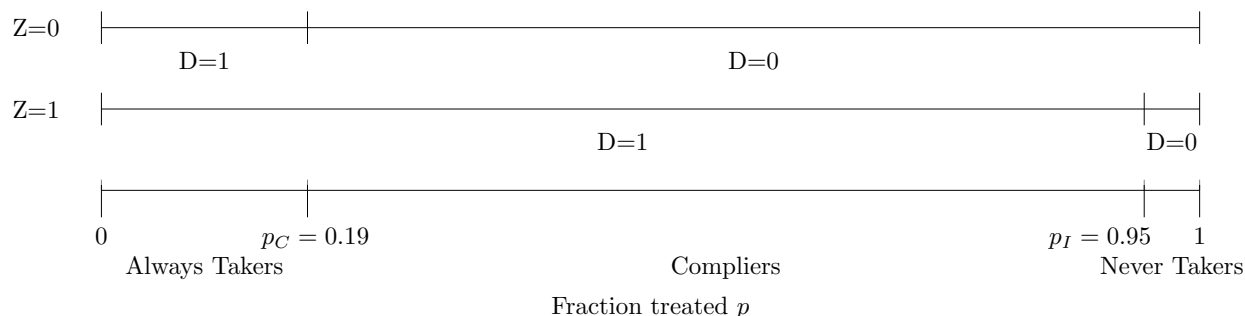 Z=0
D=1 D=0
Z=1
D=1 D=0
0 p_C = 0.19 p_I = 0.95 1
Always Takers Compliers Never Takers
Fraction treated p